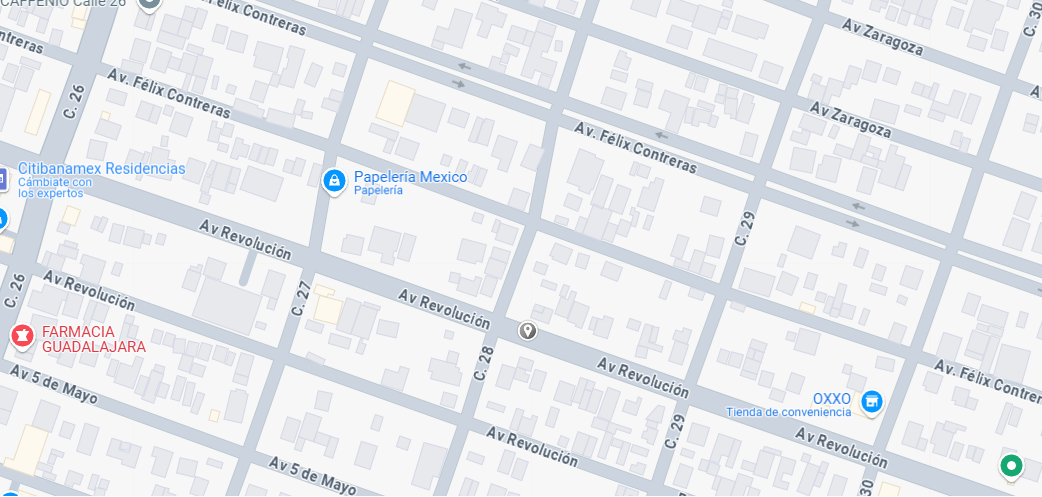 CAFFENIO Calle 26
Félix Contreras
Av Zaragoza
C. 30
ntreras
Av. Félix Contreras
C. 26
Av Zaragoza
Av. Félix Contreras
Citibanamex Residencias
Cámbiate con
los expertos
Papelería Mexico
Papelería
Av Revolución
C. 29
C. 26
Av Revolución
C. 27
Av Revolución
FARMACIA
GUADALAJARA
C. 28
Av Revolución
Av. Félix Contreras
Av 5 de Mayo
OXXO
Tienda de conveniencia
C. 29
Av Revolución
Av Revolución
Av 5 de Mayo
30